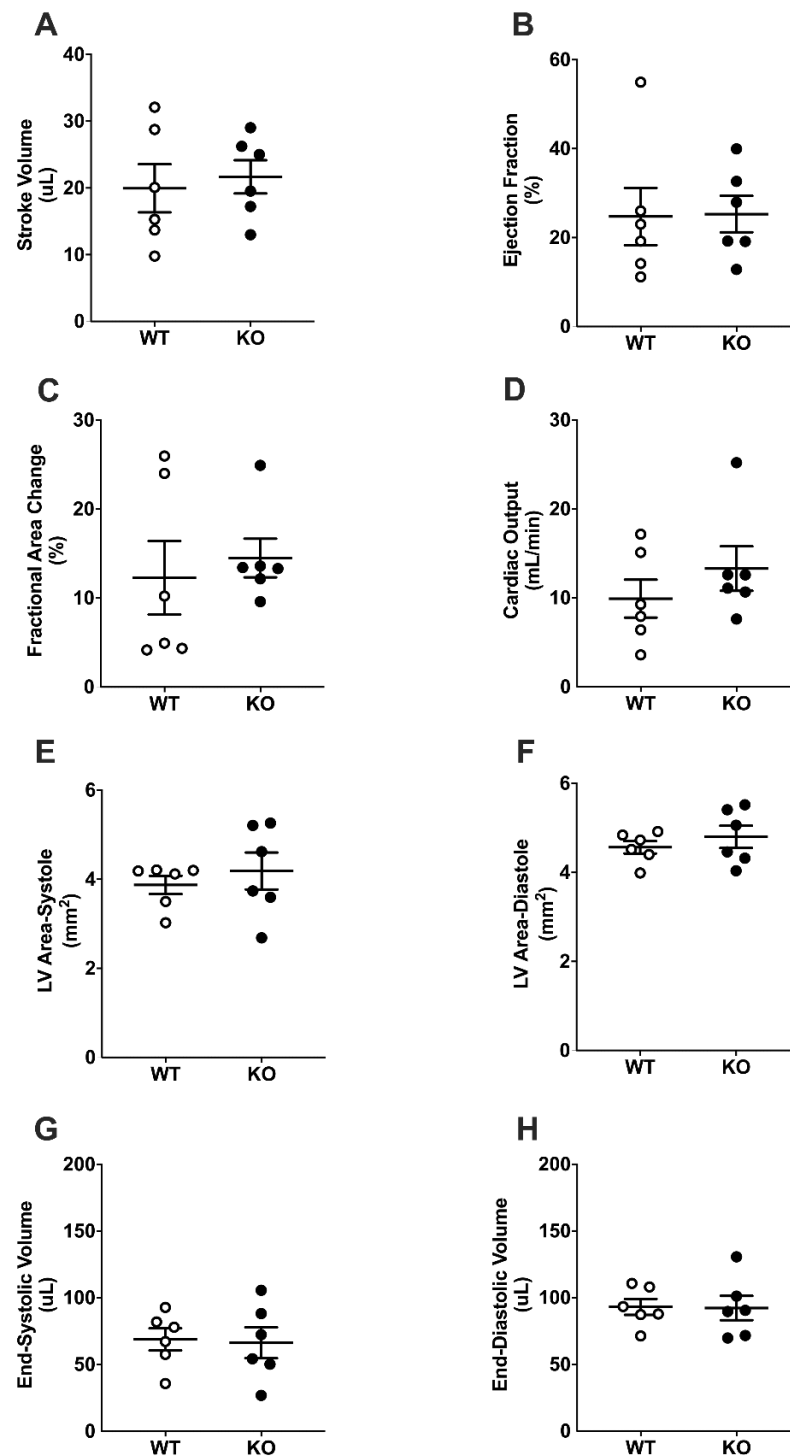 A
Stroke Volume
(uL)
40
30
20
10
0
WT KO
B
Ejection Fraction
(%)
60
40
20
0
WT KO
C
Fractional Area Change
(%)
30
20
10
0
WT KO
D
Cardiac Output
(mL/min)
30
20
10
0
WT KO
E
LV Area-Systole
(mm²)
6
4
2
0
WT KO
F
LV Area-Diastole
(mm²)
6
4
2
0
WT KO
G
End-Systolic Volume
(uL)
200
150
100
50
0
WT KO
H
End-Diastolic Volume
(uL)
200
150
100
50
0
WT KO